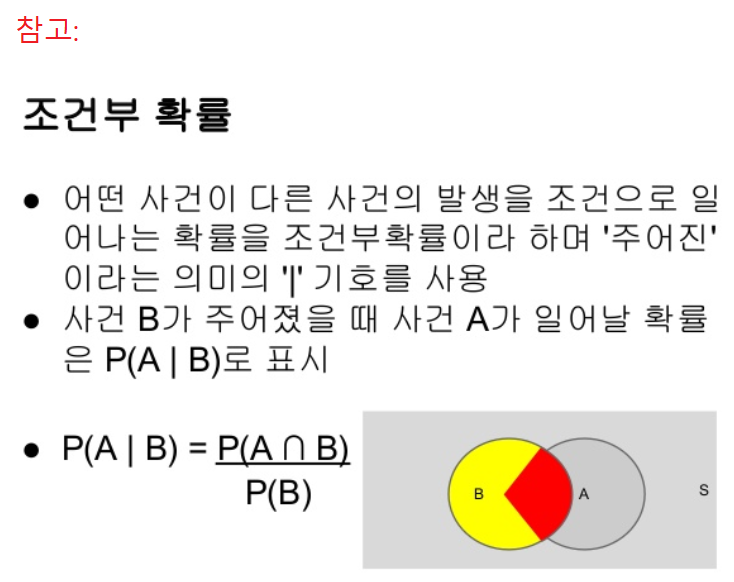 참고:
조건부 확률
● 어떤 사건이 다른 사건의 발생을 조건으로 일
어나는 확률을 조건부확률이라 하며 '주어진'
이라는 의미의 '|' 기호를 사용
● 사건 B가 주어졌을 때 사건 A가 일어날 확률
은 P(A | B)로 표시
● P(A | B) = P(A ∩ B)
P(B)
B
A
S